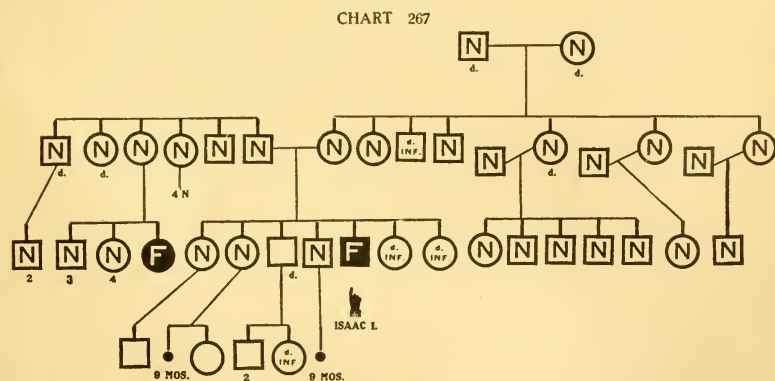 CHART 267
N N
d. d.
N N N N N N N N d. INF. N N N N N N N
d. d. d.
4 N
N N N F N N N F d. INF. d. INF. N N N N N N N
2 3 4 d.
ISAAC I.
d. INF.
9 MOS. 2 9 MOS.